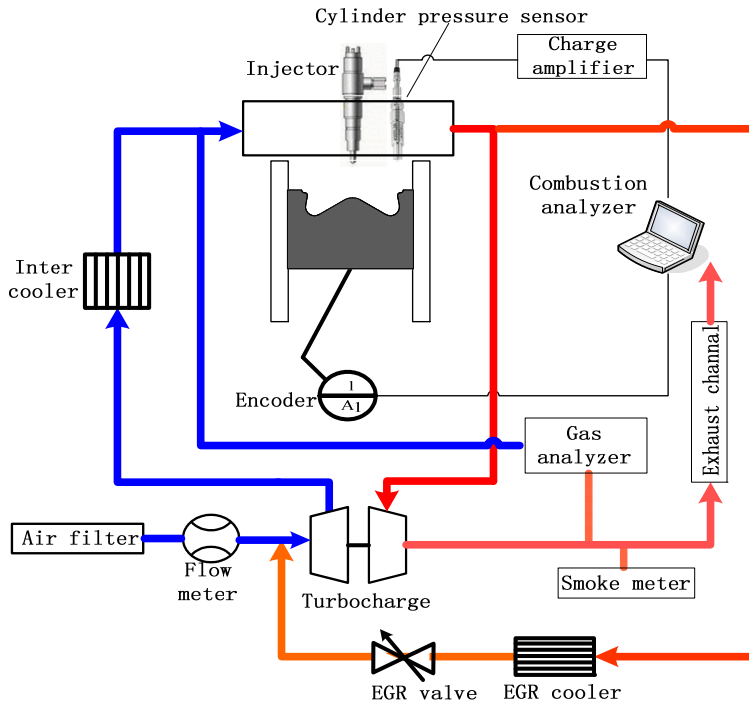 Cylinder pressure sensor
Injector
Charge
amplifier
Combustion
analyzer
Inter
cooler
Encoder
1
A1
Gas
analyzer
Exhaust channal
Air filter
Flow
meter
Turbocharge
Smoke meter
EGR valve
EGR cooler